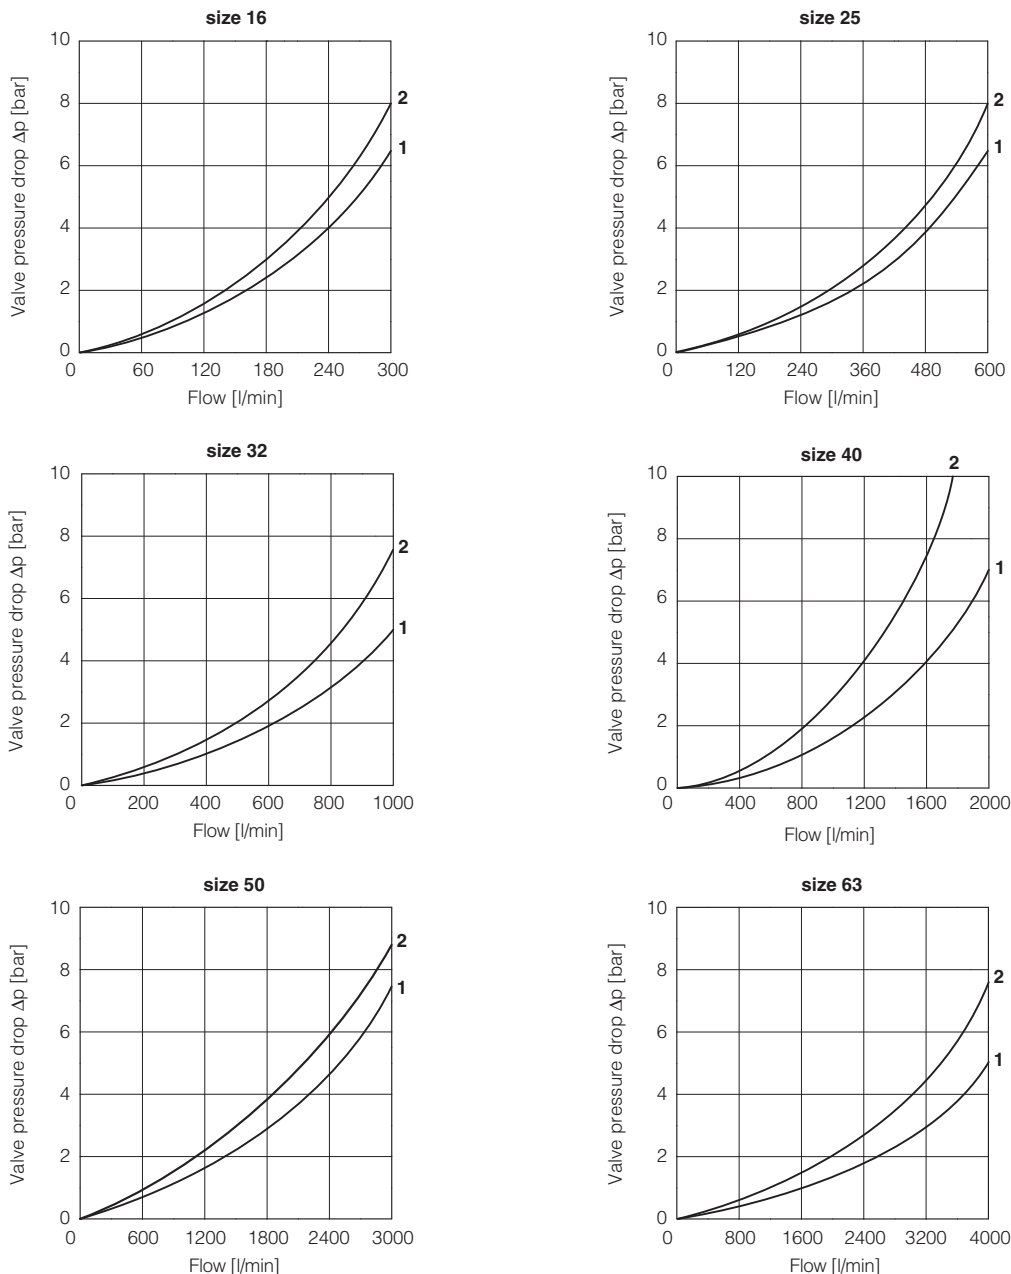 size 16
Valve pressure drop Δp [bar]
10
8
6
4
2
0
0 60 120 180 240 300
Flow [l/min]
2
1
size 25
Valve pressure drop Δp [bar]
10
8
6
4
2
0
0 120 240 360 480 600
Flow [l/min]
2
1
size 32
Valve pressure drop Δp [bar]
10
8
6
4
2
0
0 200 400 600 800 1000
Flow [l/min]
2
1
size 40
Valve pressure drop Δp [bar]
10
8
6
4
2
0
0 400 800 1200 1600 2000
Flow [l/min]
2
1
size 50
Valve pressure drop Δp [bar]
10
8
6
4
2
0
0 600 1200 1800 2400 3000
Flow [l/min]
2
1
size 63
Valve pressure drop Δp [bar]
10
8
6
4
2
0
0 800 1600 2400 3200 4000
Flow [l/min]
2
1